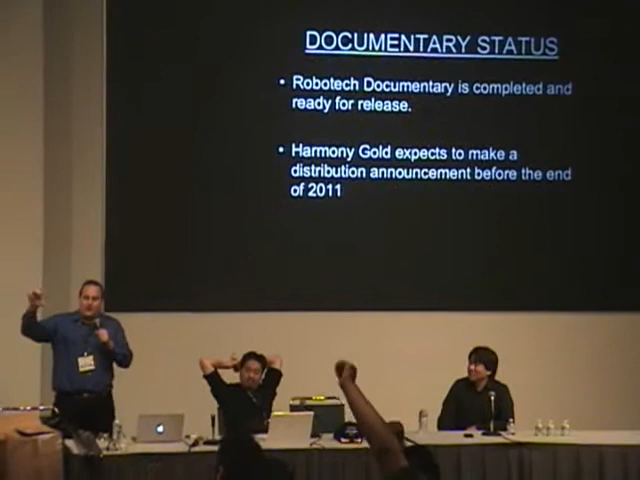 DOCUMENTARY STATUS
• Robotech Documentary is completed and
ready for release.
• Harmony Gold expects to make a
distribution announcement before the end
of 2011